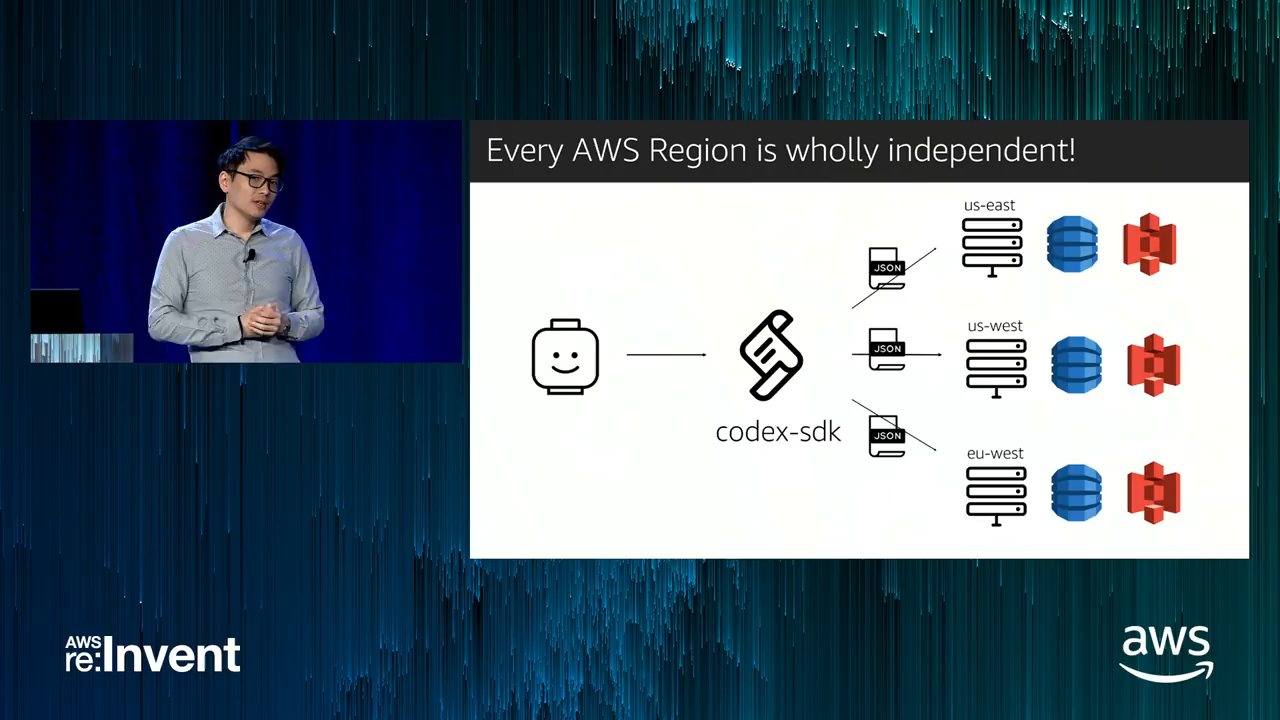 Every AWS Region is wholly independent!
us-east
JSON
us-west
JSON
codex-sdk
JSON
eu-west
AWS
re:Invent
aws